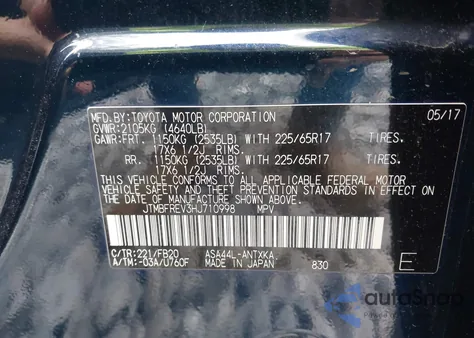 MFD.BY:TOYOTA MOTOR CORPORATION 05/17
GVWR:2105KG (4640LB)
GAWR:FRT. 1150KG (2535LB) WITH 225/65R17 TIRES.
17X6 1/2J RIMS.
RR. 1150KG (2535LB) WITH 225/65R17 TIRES.
17X6 1/2J RIMS.
THIS VEHICLE CONFORMS TO ALL APPLICABLE FEDERAL MOTOR
VEHICLE SAFETY AND BUMPER STANDARDS IN EFFECT
ON THE DATE OF MANUFACTURE SHOWN ABOVE.
JTMBFREV3HJ710998 MPV
C/TR:221/FB20 ASA44L-ANTXKA
A/TM:-03A/U760F MADE IN JAPAN 830 E
autoSnap